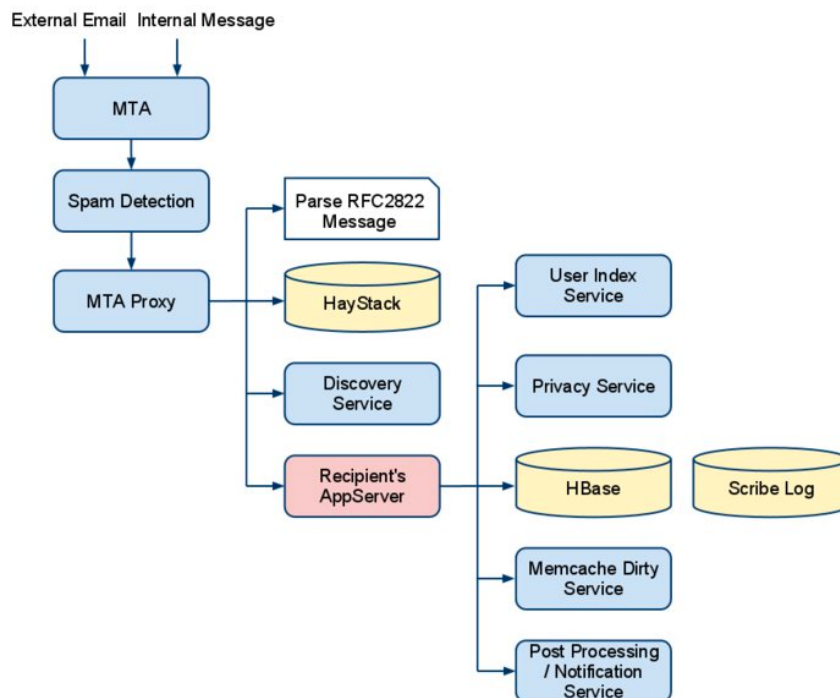 External Email Internal Message
MTA
Spam Detection
MTA Proxy
Parse RFC2822
Message
HayStack
Discovery
Service
Recipient's
AppServer
User Index
Service
Privacy Service
HBase
Scribe Log
Memcache Dirty
Service
Post Processing
/ Notification
Service